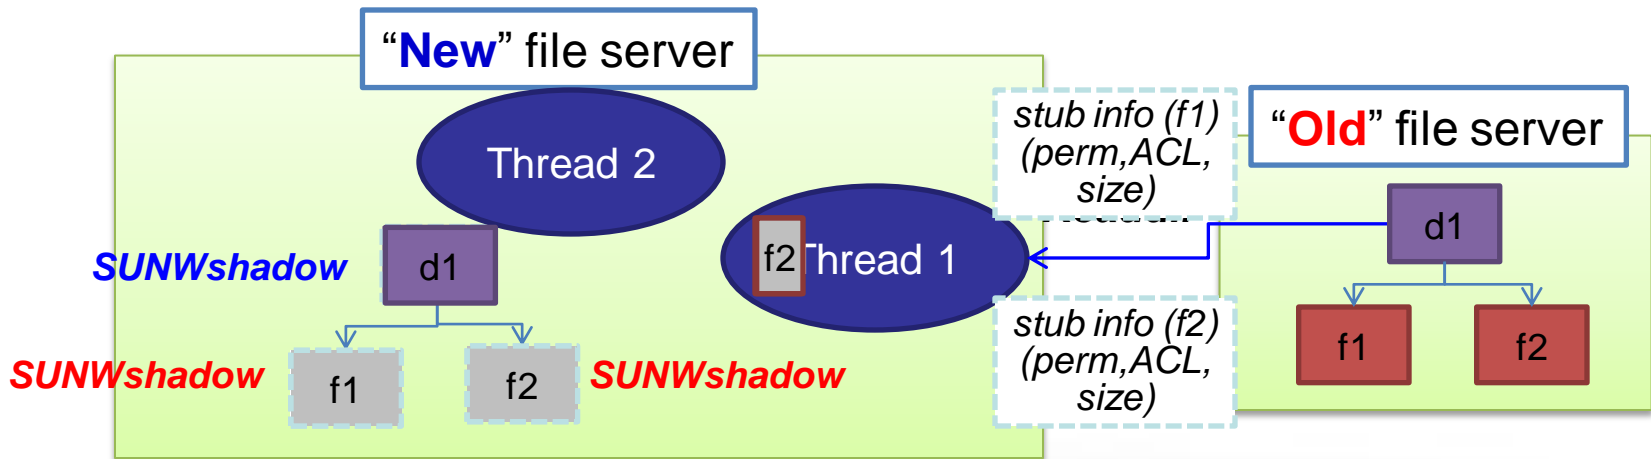 “New” file server
Thread 2
stub info (f1)
(perm,ACL,
size)
“Old” file server
SUNWshadow
d1
f2
Thread 1
d1
SUNWshadow
f1
f2
SUNWshadow
stub info (f2)
(perm,ACL,
size)
f1
f2